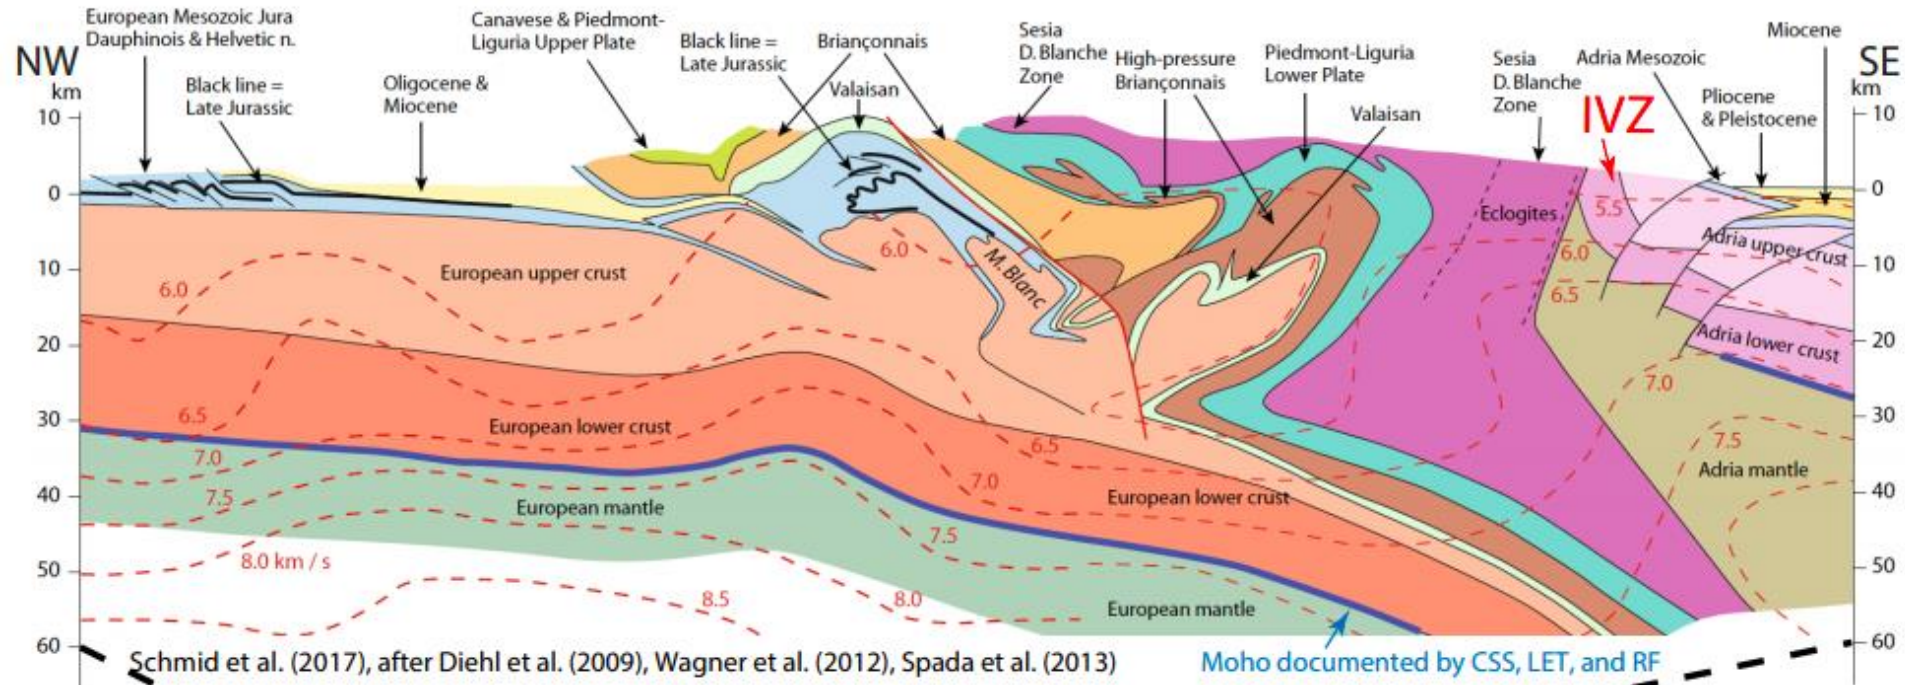 European Mesozoic Jura
Dauphinois & Helvetic n.
Canavese & Piedmont-
Liguria Upper Plate
Black line =
Late Jurassic
Briançonnais
Sesia
D. Blanche
Zone
High-pressure
Briançonnais
Piedmont-Liguria
Lower Plate
Sesia
D. Blanche
Zone
Adria Mesozoic
Miocene
NW
km
SE
km
Black line =
Late Jurassic
Oligocene &
Miocene
Valaisan
Valaisan
IVZ
Pliocene
& Pleistocene
10
0
10
20
30
40
50
60
10
0
10
20
30
40
50
60
Eclogites
5.5
Adria upper crust
6.0
6.0
6.5
M. Blanc
European upper crust
6.0
Adria lower crust
7.0
6.5
European lower crust
6.5
7.5
7.0
7.0
Adria mantle
7.5
European lower crust
European mantle
7.5
8.0 km / s
8.5
8.0
European mantle
Schmid et al. (2017), after Diehl et al. (2009), Wagner et al. (2012), Spada et al. (2013)
Moho documented by CSS, LET, and RF